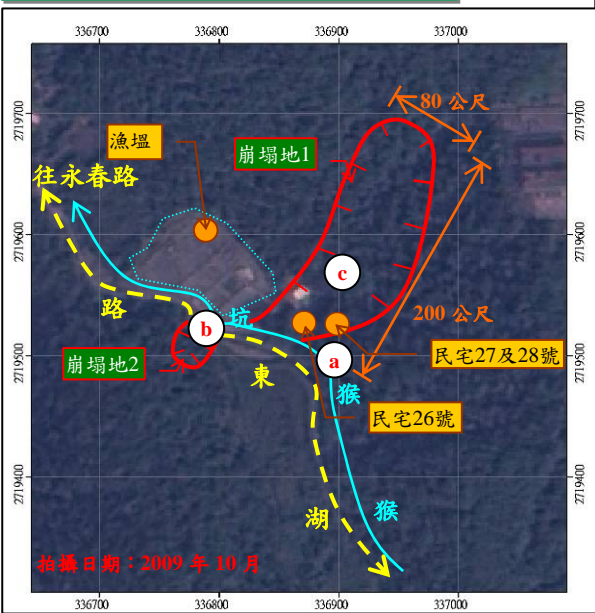 336700 336800 336900 337000
2719700
2719600
2719500
2719400
80 公尺
漁塭
崩塌地1
往永春路
c
路
坑
200 公尺
b
民宅27及28號
a
崩塌地2
東
猴
民宅26號
湖
猴
拍攝日期：2009 年 10 月
2719700
2719600
2719500
2719400
336700 336800 336900 337000